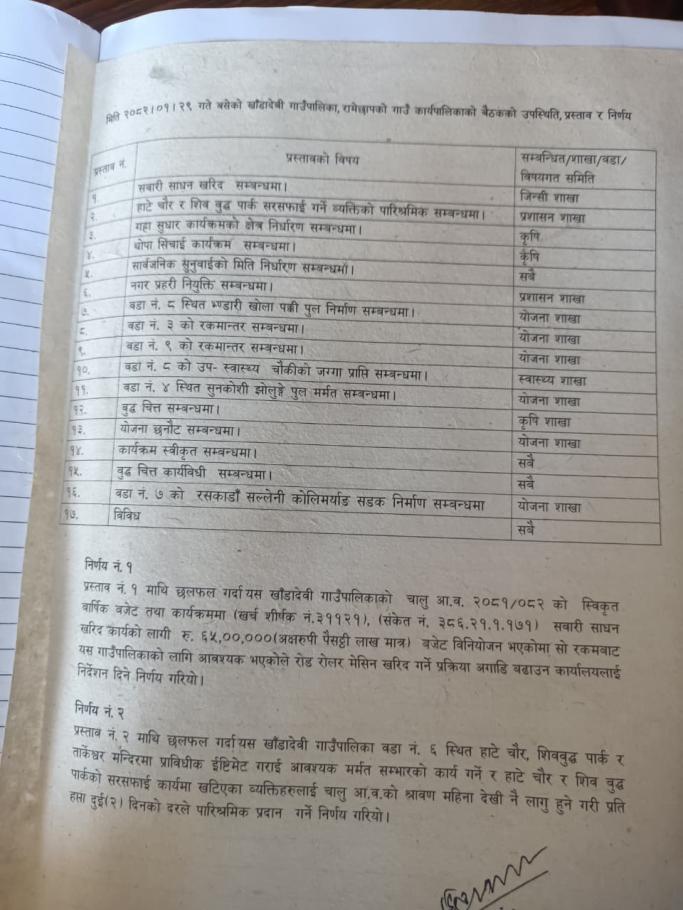 मिति २०८२।०१।२९ गते बसेको खाँडादेवी गाउँपालिका, रामेछापको गाउँ कार्यपालिकाको बैठकको उपस्थिति, प्रस्ताव र निर्णय
प्रस्ताव नं. प्रस्तावको विषय सम्बन्धित/शाखा/वडा/
विषयगत समिति
१. सवारी साधन खरिद सम्बन्धमा। जिन्सी शाखा
२. हाटे चौर र शिव बुद्ध पार्क सरसफाई गर्ने व्यक्तिको पारिश्रमिक सम्बन्धमा। प्रशासन शाखा
३. गह्रा सुधार कार्यक्रमको क्षेत्र निर्धारण सम्बन्धमा। कृषि
४. थोपा सिचाई कार्यक्रम सम्बन्धमा। कृषि
५. सार्वजनिक सुनुवाईको मिति निर्धारण सम्बन्धमा। सबै
६. नगर प्रहरी नियुक्ति सम्बन्धमा। प्रशासन शाखा
७. वडा नं. ८ स्थित भण्डारी खोला पक्की पुल निर्माण सम्बन्धमा। योजना शाखा
८. वडा नं. ३ को रकमान्तर सम्बन्धमा। योजना शाखा
९. वडा नं. ९ को रकमान्तर सम्बन्धमा। योजना शाखा
१०. वडा नं. ८ को उप- स्वास्थ्य चौकीको जग्गा प्राप्ति सम्बन्धमा। स्वास्थ्य शाखा
११. वडा नं. ४ स्थित सुनकोशी झोलुङ्गे पुल मर्मत सम्बन्धमा। योजना शाखा
१२. बुद्ध चित्त सम्बन्धमा। कृषि शाखा
१३. योजना छनौट सम्बन्धमा। योजना शाखा
१४. कार्यक्रम स्वीकृत सम्बन्धमा। सबै
१५. बुद्ध चित्त कार्यविधी सम्बन्धमा। सबै
१६. वडा नं. ७ को रसकाडाँ सल्लेनी कोलिमर्याङ सडक निर्माण सम्बन्धमा योजना शाखा
१७. विविध सबै
निर्णय नं. १
प्रस्ताव नं. १ माथि छलफल गर्दा यस खाँडादेवी गाउँपालिकाको चालु आ.व. २०८१/०८२ को स्विकृत
वार्षिक बजेट तथा कार्यक्रममा (खर्च शीर्षक नं.३११२१), (संकेत नं. ३८६.२१.१.१७१) सवारी साधन
खरिद कार्यको लागी रु. ६५,००,०००(अक्षरुपी पैसट्ठी लाख मात्र) बजेट विनियोजन भएकोमा सो रकमबाट
यस गाउँपालिकाको लागि आवश्यक भएकोले रोड रोलर मेसिन खरिद गर्ने प्रक्रिया अगाडि बढाउन कार्यालयलाई
निर्देशन दिने निर्णय गरियो।
निर्णय नं. २
प्रस्ताव नं. २ माथि छलफल गर्दा यस खाँडादेवी गाउँपालिका वडा नं. ६ स्थित हाटे चौर, शिवबुद्ध पार्क र
तार्केश्वर मन्दिरमा प्राविधीक ईष्टिमेट गराई आवश्यक मर्मत सम्भारको कार्य गर्ने र हाटे चौर र शिव बुद्ध
पार्कको सरसफाई कार्यमा खटिएका व्यक्तिहरुलाई चालु आ.व.को श्रावण महिना देखी नै लागु हुने गरी प्रति
हप्ता दुई(२) दिनको दरले पारिश्रमिक प्रदान गर्ने निर्णय गरियो।